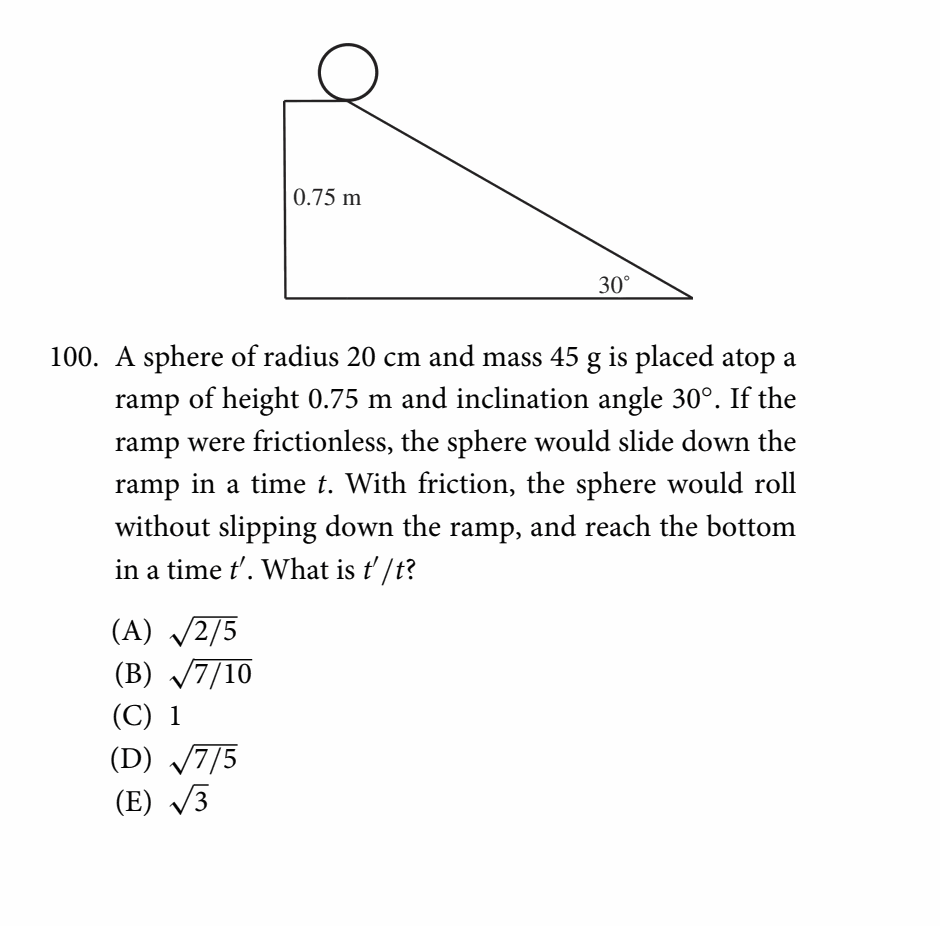 0.75 m
30°
100. A sphere of radius 20 cm and mass 45 g is placed atop a
ramp of height 0.75 m and inclination angle 30°. If the
ramp were frictionless, the sphere would slide down the
ramp in a time t. With friction, the sphere would roll
without slipping down the ramp, and reach the bottom
in a time t′. What is t′/t?
(A) √2/5
(B) √7/10
(C) 1
(D) √7/5
(E) √3